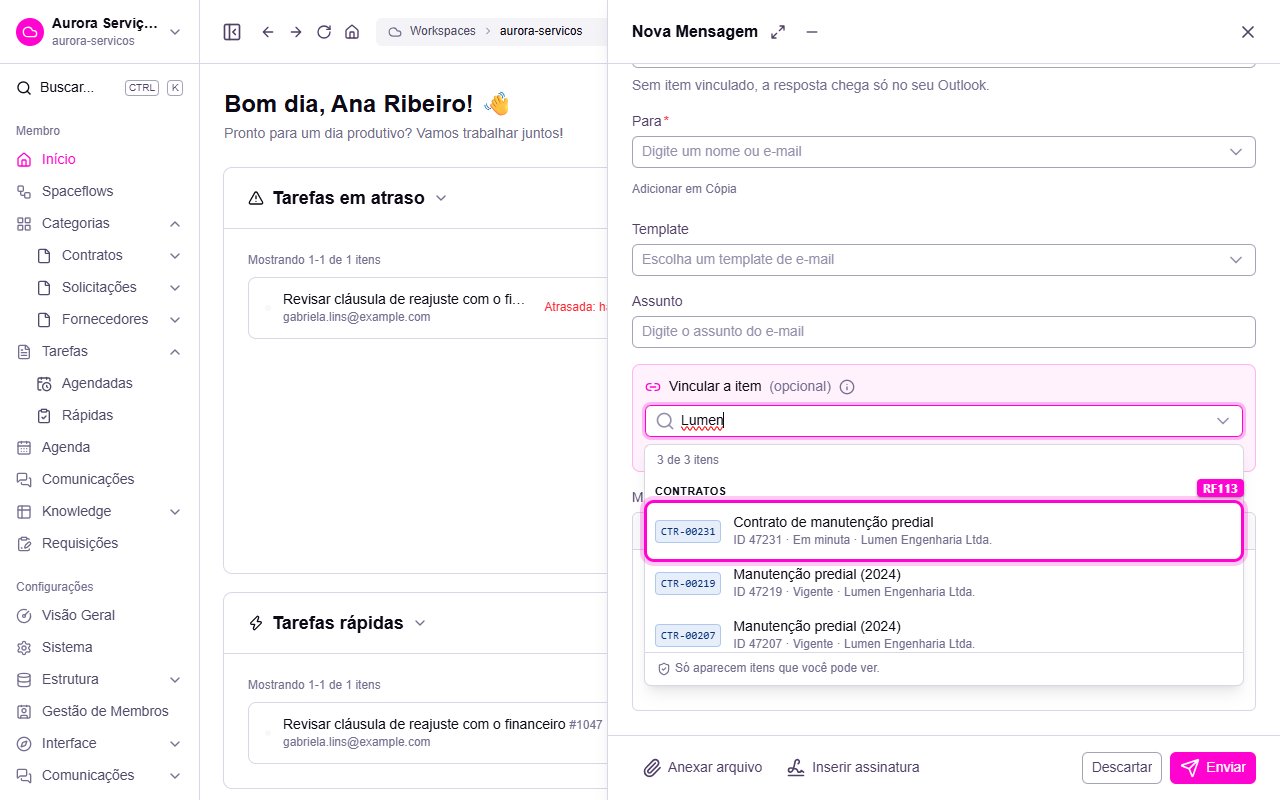 Aurora Serviç...
aurora-servicos
Buscar...
CTRL
K
Membro
Início
Spaceflows
Categorias
Contratos
Solicitações
Fornecedores
Tarefas
Agendadas
Rápidas
Agenda
Comunicações
Knowledge
Requisições
Configurações
Visão Geral
Sistema
Estrutura
Gestão de Membros
Interface
Comunicações
Workspaces
aurora-servicos
Bom dia, Ana Ribeiro! 👋
Pronto para um dia produtivo? Vamos trabalhar juntos!
Tarefas em atraso
Mostrando 1-1 de 1 itens
Revisar cláusula de reajuste com o fi...
gabriela.lins@example.com
Atrasada: h
Tarefas rápidas
Mostrando 1-1 de 1 itens
Revisar cláusula de reajuste com o financeiro #1047
gabriela.lins@example.com
Nova Mensagem
Sem item vinculado, a resposta chega só no seu Outlook.
Para*
Digite um nome ou e-mail
Adicionar em Cópia
Template
Escolha um template de e-mail
Assunto
Digite o assunto do e-mail
Vincular a item (opcional)
Lumen
3 de 3 itens
M
CONTRATOS
RF113
CTR-00231
Contrato de manutenção predial
ID 47231 · Em minuta · Lumen Engenharia Ltda.
CTR-00219
Manutenção predial (2024)
ID 47219 · Vigente · Lumen Engenharia Ltda.
CTR-00207
Manutenção predial (2024)
ID 47207 · Vigente · Lumen Engenharia Ltda.
Só aparecem itens que você pode ver.
Anexar arquivo
Inserir assinatura
Descartar
Enviar